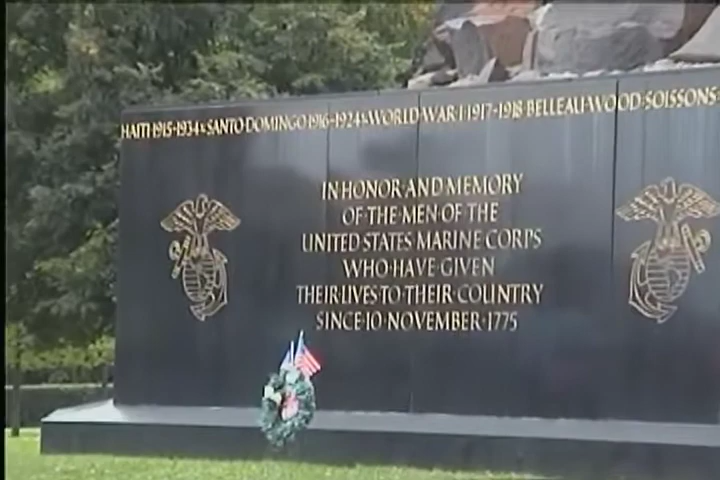 HAITI·1915-1934★SANTO·DOMINGO·1916-1924★WORLD·WAR·I·1917-1918·BELLEAU·WOOD·SOISSONS
IN·HONOR·AND·MEMORY
OF·THE·MEN·OF·THE
UNITED STATES MARINE CORPS
WHO·HAVE·GIVEN
THEIR·LIVES·TO·THEIR·COUNTRY
SINCE·10·NOVEMBER·1775